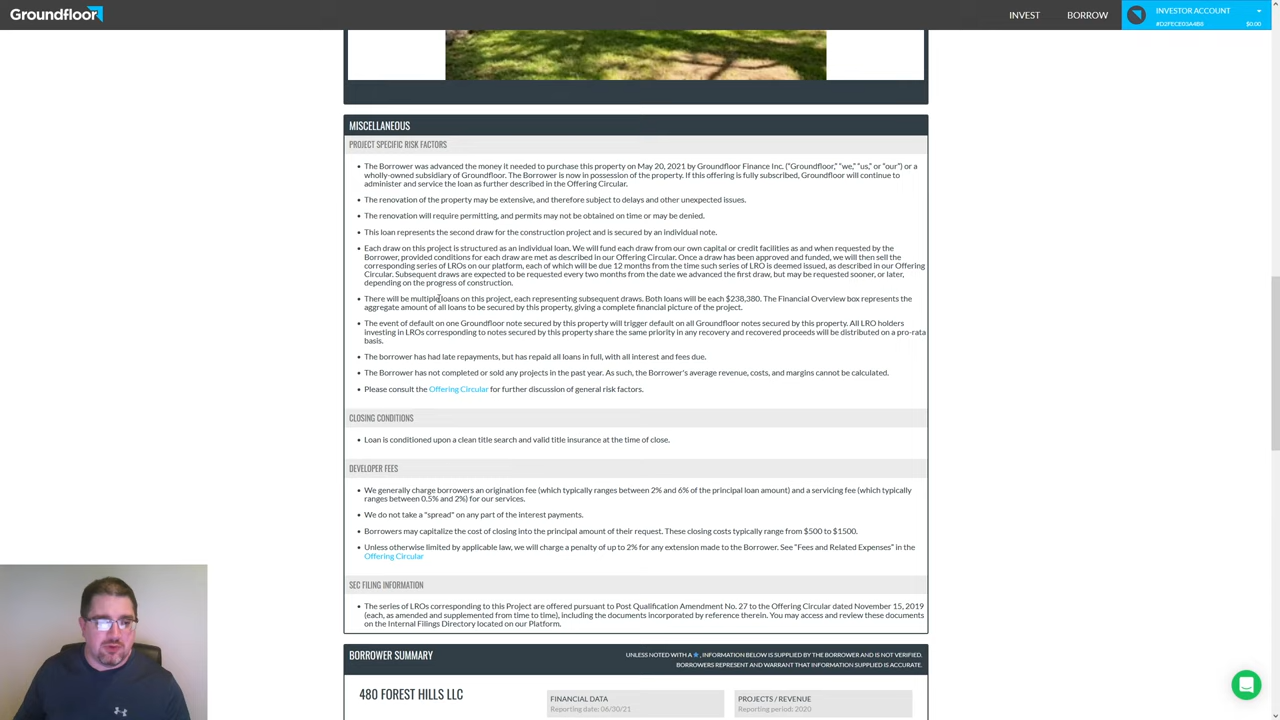 Groundfloor
INVEST
BORROW
INVESTOR ACCOUNT
#D2FECE03A4B8
$0.00
MISCELLANEOUS
PROJECT SPECIFIC RISK FACTORS
• The Borrower was advanced the money it needed to purchase this property on May 20, 2021 by Groundfloor Finance Inc. ("Groundfloor," "we," "us," or "our") or a
wholly-owned subsidiary of Groundfloor. The Borrower is now in possession of the property. If this offering is fully subscribed, Groundfloor will continue to
administer and service the loan as further described in the Offering Circular.
• The renovation of the property may be extensive, and therefore subject to delays and other unexpected issues.
• The renovation will require permitting, and permits may not be obtained on time or may be denied.
• This loan represents the second draw for the construction project and is secured by an individual note.
• Each draw on this project is structured as an individual loan. We will fund each draw from our own capital or credit facilities as and when requested by the
Borrower, provided conditions for each draw are met as described in our Offering Circular. Once a draw has been approved and funded, we will then sell the
corresponding series of LROs on our platform, each of which will be due 12 months from the time such series of LRO is deemed issued, as described in our Offering
Circular. Subsequent draws are expected to be requested every two months from the date we advanced the first draw, but may be requested sooner, or later,
depending on the progress of construction.
• There will be multiple loans on this project, each representing subsequent draws. Both loans will be each $238,380. The Financial Overview box represents the
aggregate amount of all loans to be secured by this property, giving a complete financial picture of the project.
• The event of default on one Groundfloor note secured by this property will trigger default on all Groundfloor notes secured by this property. All LRO holders
investing in LROs corresponding to notes secured by this property share the same priority in any recovery and recovered proceeds will be distributed on a pro-rata
basis.
• The borrower has had late repayments, but has repaid all loans in full, with all interest and fees due.
• The Borrower has not completed or sold any projects in the past year. As such, the Borrower's average revenue, costs, and margins cannot be calculated.
• Please consult the Offering Circular for further discussion of general risk factors.
CLOSING CONDITIONS
• Loan is conditioned upon a clean title search and valid title insurance at the time of close.
DEVELOPER FEES
• We generally charge borrowers an origination fee (which typically ranges between 2% and 6% of the principal loan amount) and a servicing fee (which typically
ranges between 0.5% and 2%) for our services.
• We do not take a "spread" on any part of the interest payments.
• Borrowers may capitalize the cost of closing into the principal amount of their request. These closing costs typically range from $500 to $1500.
• Unless otherwise limited by applicable law, we will charge a penalty of up to 2% for any extension made to the Borrower. See "Fees and Related Expenses" in the
Offering Circular
SEC FILING INFORMATION
• The series of LROs corresponding to this Project are offered pursuant to Post Qualification Amendment No. 27 to the Offering Circular dated November 15, 2019
(each, as amended and supplemented from time to time), including the documents incorporated by reference therein. You may access and review these documents
on the Internal Filings Directory located on our Platform.
BORROWER SUMMARY
UNLESS NOTED WITH A ★, INFORMATION BELOW IS SUPPLIED BY THE BORROWER AND IS NOT VERIFIED.
BORROWERS REPRESENT AND WARRANT THAT INFORMATION SUPPLIED IS ACCURATE.
480 FOREST HILLS LLC
FINANCIAL DATA
Reporting date: 06/30/21
PROJECTS / REVENUE
Reporting period: 2020